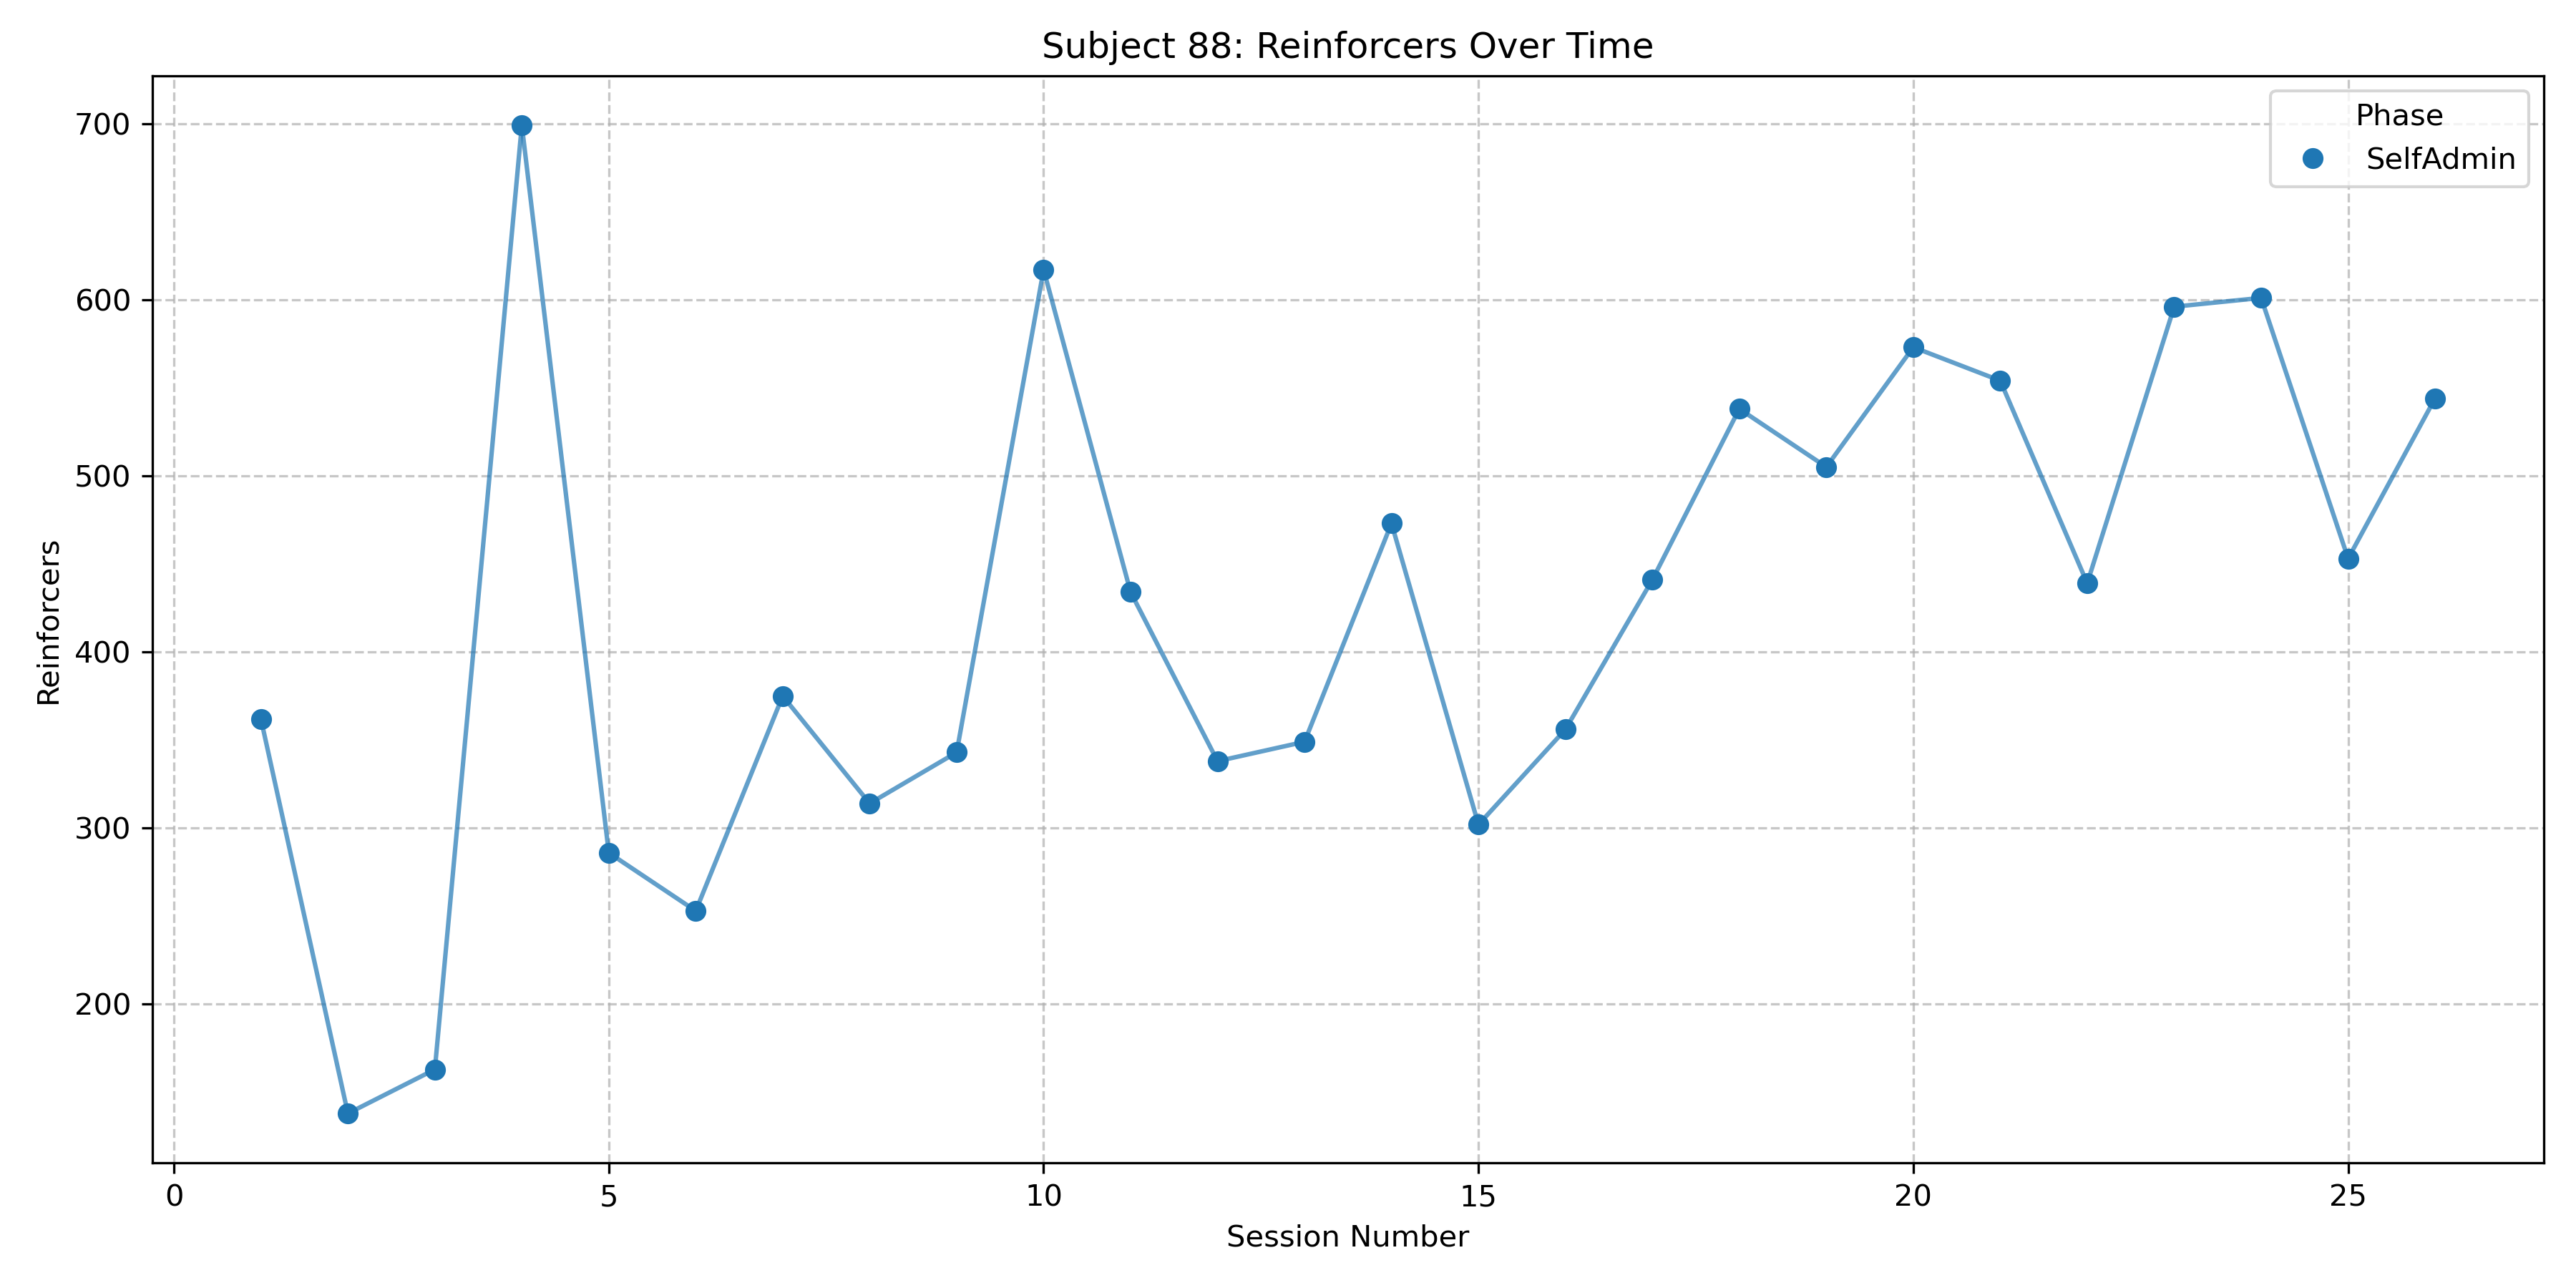 Subject 88: Reinforcers Over Time
Phase
SelfAdmin
700
600
500
400
300
200
Reinforcers
0 5 10 15 20 25
Session Number